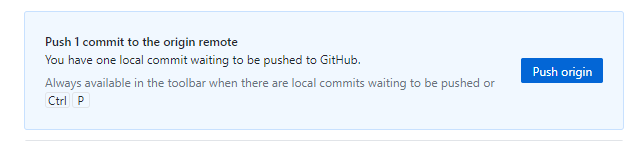 Push 1 commit to the origin remote
You have one local commit waiting to be pushed to GitHub.
Always available in the toolbar when there are local commits waiting to be pushed or
Ctrl P
Push origin